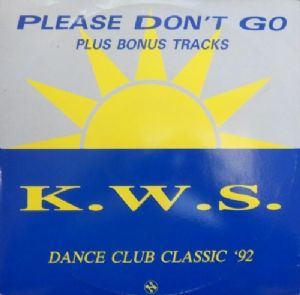 PLEASE DON'T GO
PLUS BONUS TRACKS
K.W.S.
DANCE CLUB CLASSIC '92